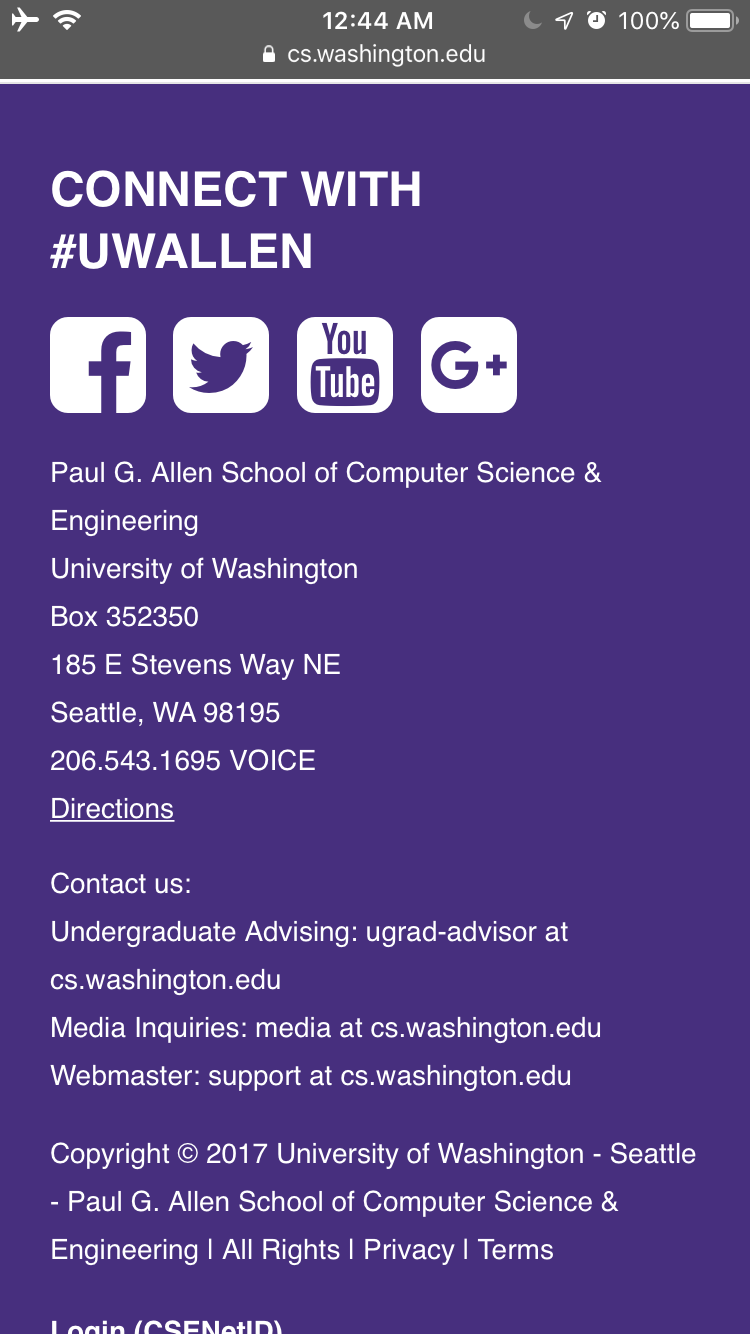 12:44 AM
100%
cs.washington.edu
CONNECT WITH
#UWALLEN
You
Tube
G+
Paul G. Allen School of Computer Science &
Engineering
University of Washington
Box 352350
185 E Stevens Way NE
Seattle, WA 98195
206.543.1695 VOICE
Directions
Contact us:
Undergraduate Advising: ugrad-advisor at
cs.washington.edu
Media Inquiries: media at cs.washington.edu
Webmaster: support at cs.washington.edu
Copyright © 2017 University of Washington - Seattle
- Paul G. Allen School of Computer Science &
Engineering | All Rights | Privacy | Terms
Login (CSENetID)